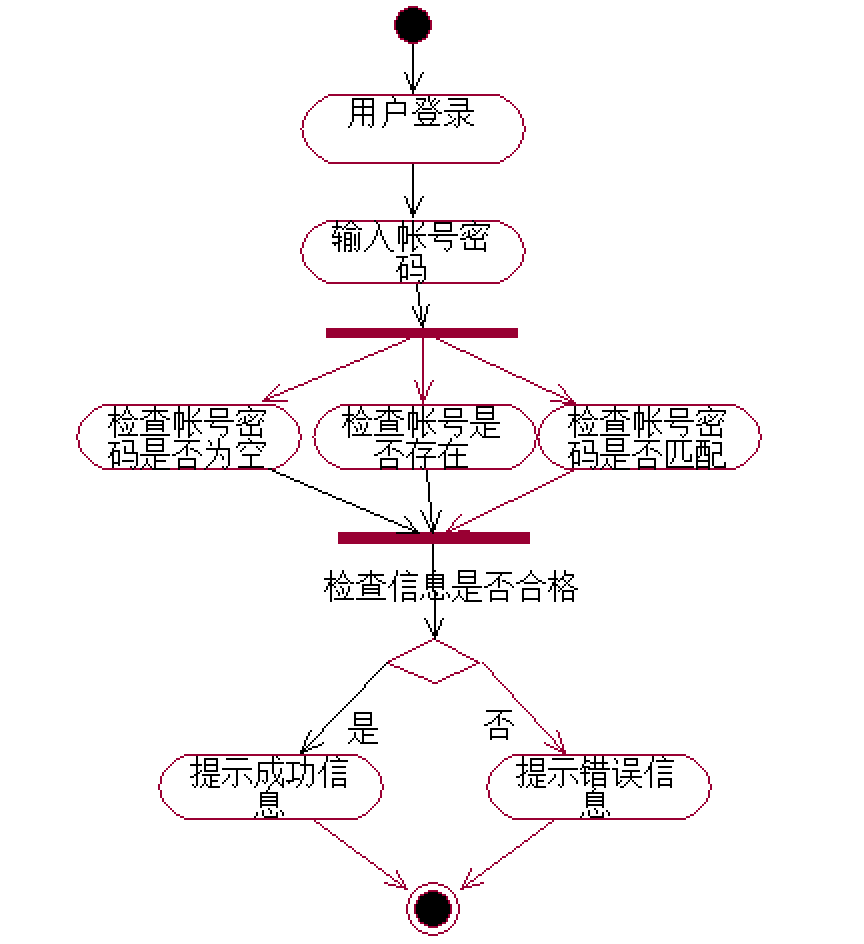 用户登录
输入帐号密
码
检查帐号密
码是否为空
检查帐号是
否存在
检查帐号密
码是否匹配
检查信息是否合格
是
否
提示成功信
息
提示错误信
息